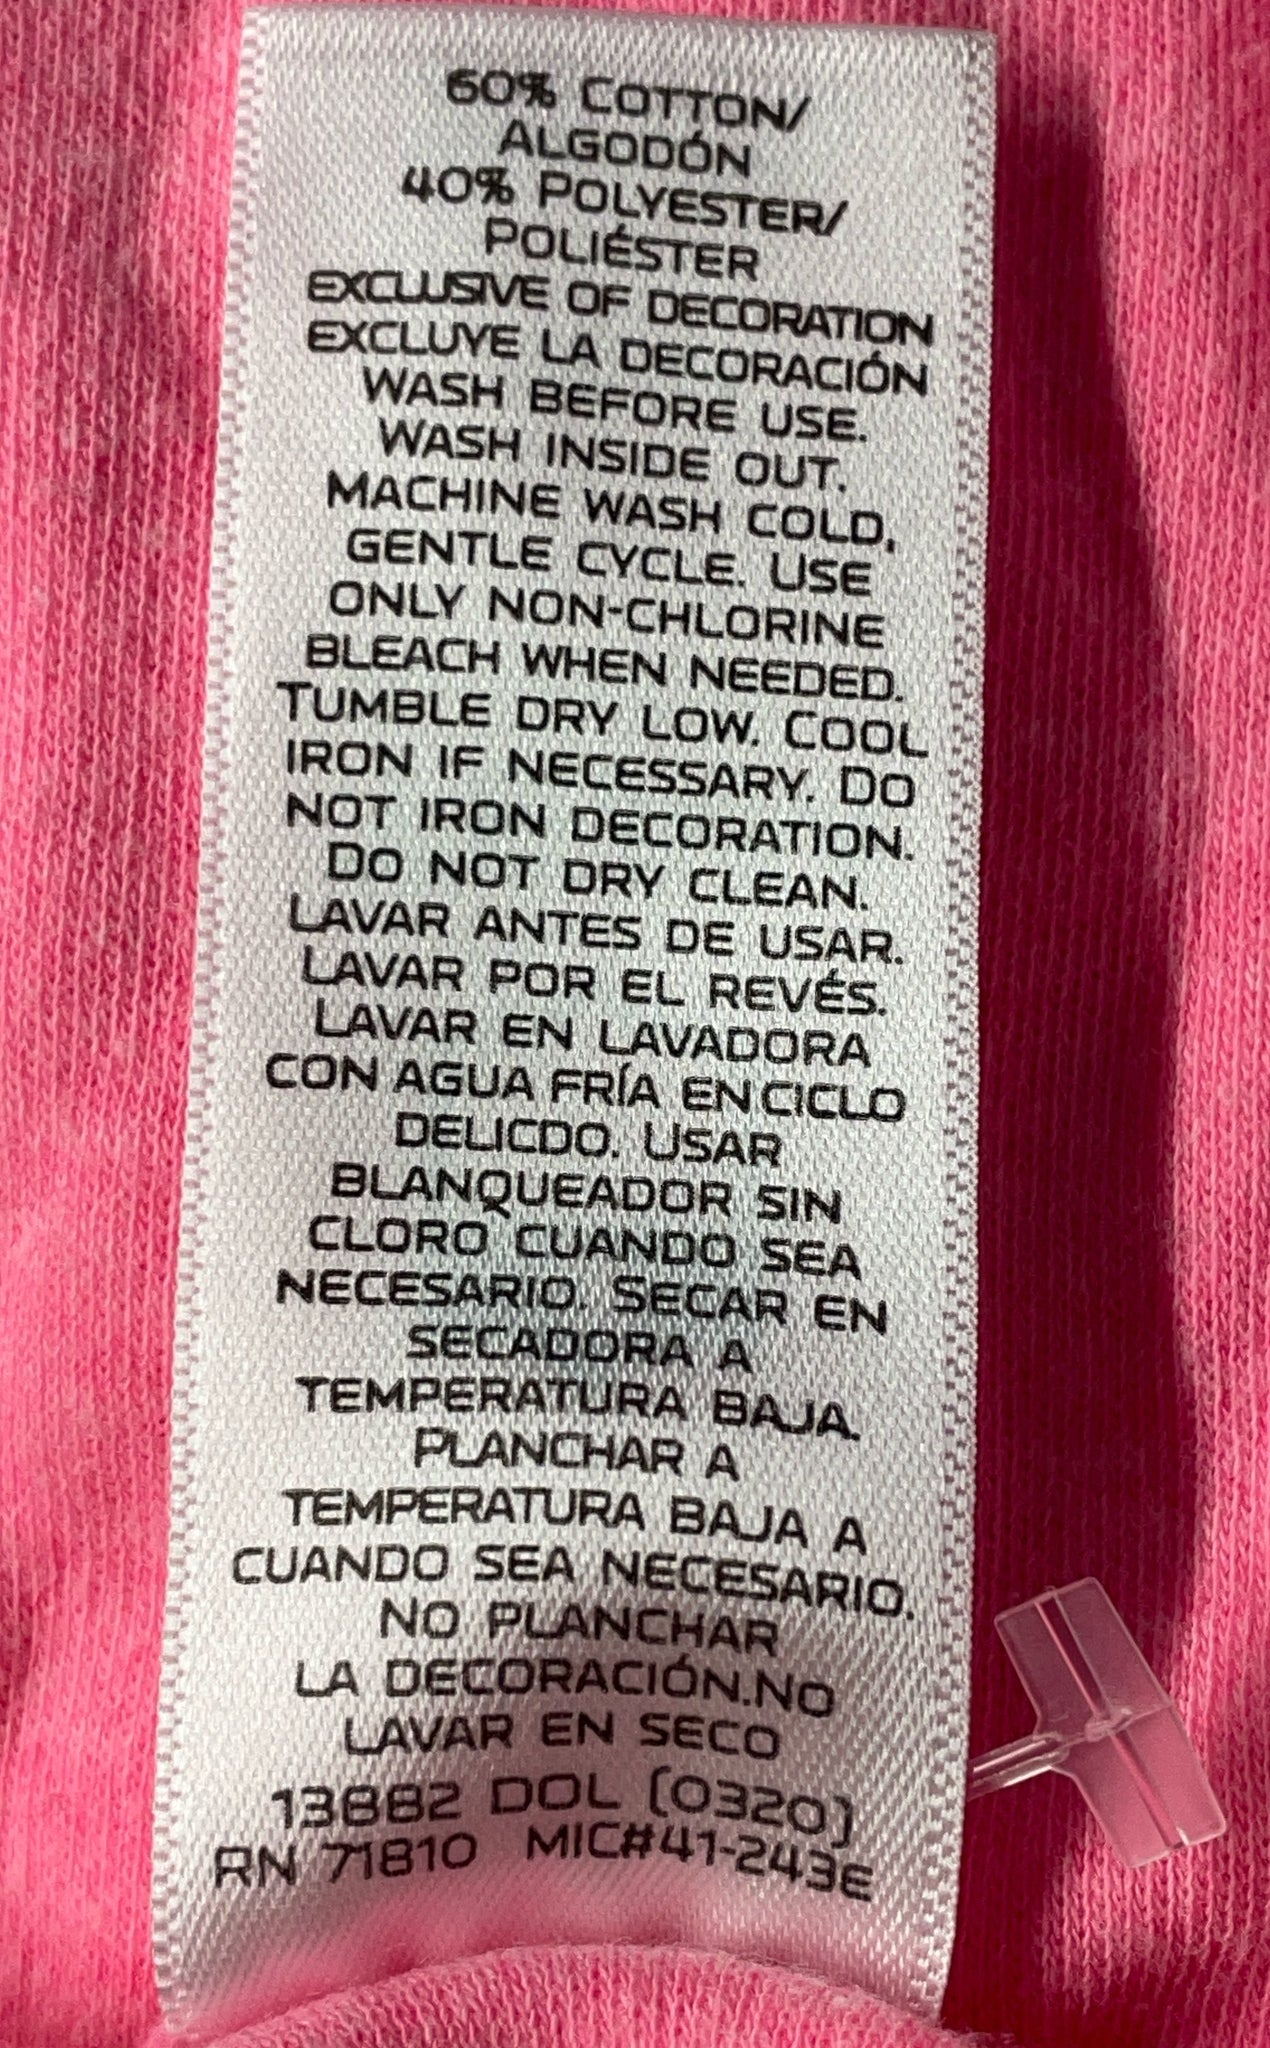 60% COTTON/
ALGODÓN
40% POLYESTER/
POLIÉSTER
EXCLUSIVE OF DECORATION
EXCLUYE LA DECORACIÓN
WASH BEFORE USE.
WASH INSIDE OUT.
MACHINE WASH COLD,
GENTLE CYCLE. USE
ONLY NON-CHLORINE
BLEACH WHEN NEEDED.
TUMBLE DRY LOW. COOL
IRON IF NECESSARY. DO
NOT IRON DECORATION.
DO NOT DRY CLEAN.
LAVAR ANTES DE USAR.
LAVAR POR EL REVÉS.
LAVAR EN LAVADORA
CON AGUA FRÍA EN CICLO
DELICDO. USAR
BLANQUEADOR SIN
CLORO CUANDO SEA
NECESARIO. SECAR EN
SECADORA A
TEMPERATURA BAJA.
PLANCHAR A
TEMPERATURA BAJA A
CUANDO SEA NECESARIO.
NO PLANCHAR
LA DECORACIÓN.NO
LAVAR EN SECO
13882 DOL (0320)
RN 71810 MIC#41-243E